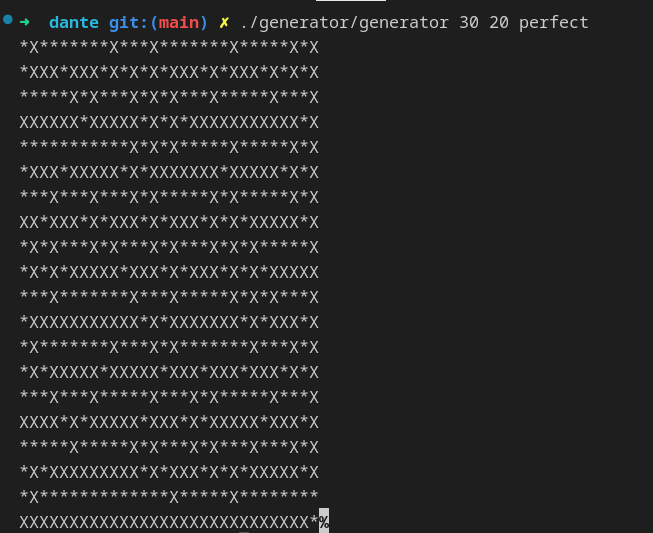 ➜ dante git:(main) ✗ ./generator/generator 30 20 perfect
*X*******X***X*******X*****X*X
*XXX*XXX*X*X*X*XXX*X*XXX*X*X*X
*****X*X***X*X*X***X*****X***X
XXXXXX*XXXXX*X*X*XXXXXXXXXXX*X
***********X*X*X*****X*****X*X
*XXX*XXXXX*X*XXXXXXX*XXXXX*X*X
***X***X***X*X*****X*X*****X*X
XX*XXX*X*XXX*X*XXX*X*X*XXXXX*X
*X*X***X*X***X*X***X*X*X*****X
*X*X*XXXXX*XXX*X*XXX*X*X*XXXXX
***X*******X***X*****X*X*X***X
*XXXXXXXXXXX*X*XXXXXXX*X*XXX*X
*X*******X***X*X*******X***X*X
*X*XXXXX*XXXXX*XXX*XXX*XXX*X*X
***X***X*****X***X*X*****X***X
XXXX*X*XXXXX*XXX*X*XXXXX*XXX*X
*****X*****X*X***X*X***X***X*X
*X*XXXXXXXXX*X*XXX*X*X*XXXXX*X
*X*************X*****X********
XXXXXXXXXXXXXXXXXXXXXXXXXXXXX*%